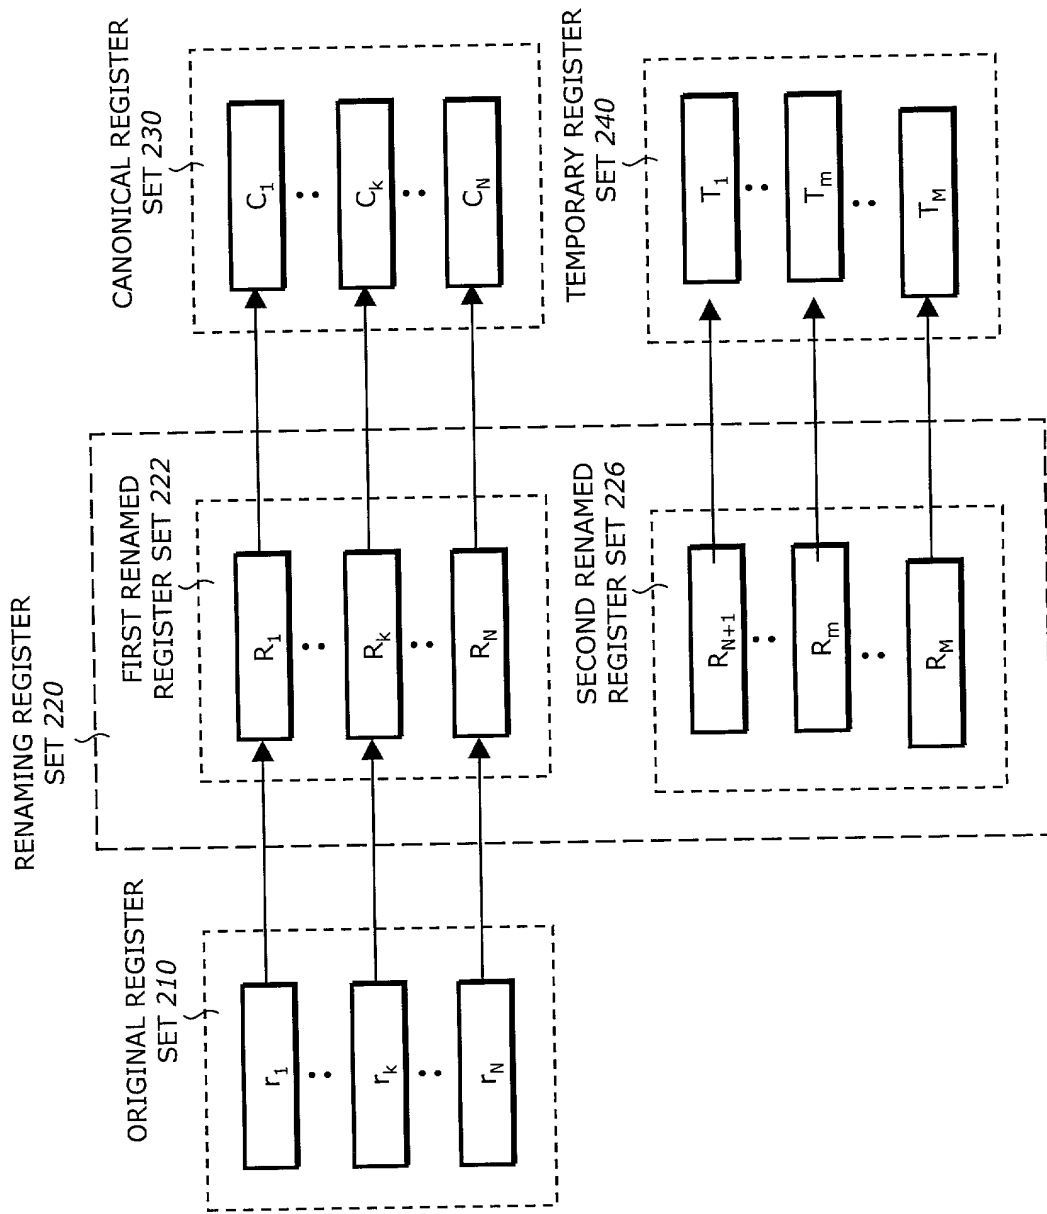 RENAMING REGISTER
SET 220
ORIGINAL REGISTER
SET 210
r1
rk
rN
FIRST RENAMED
REGISTER SET 222
R1
Rk
RN
SECOND RENAMED
REGISTER SET 226
RN+1
Rm
RM
CANONICAL REGISTER
SET 230
C1
Ck
CN
TEMPORARY REGISTER
SET 240
T1
Tm
TM